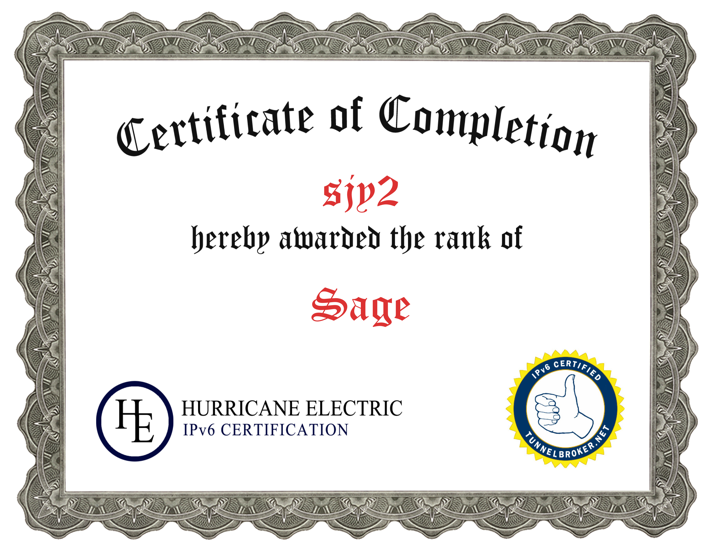 Certificate of Completion
sjy2
hereby awarded the rank of
Sage
HE
HURRICANE ELECTRIC
IPv6 CERTIFICATION
IPv6 CERTIFIED
TUNNELBROKER.NET